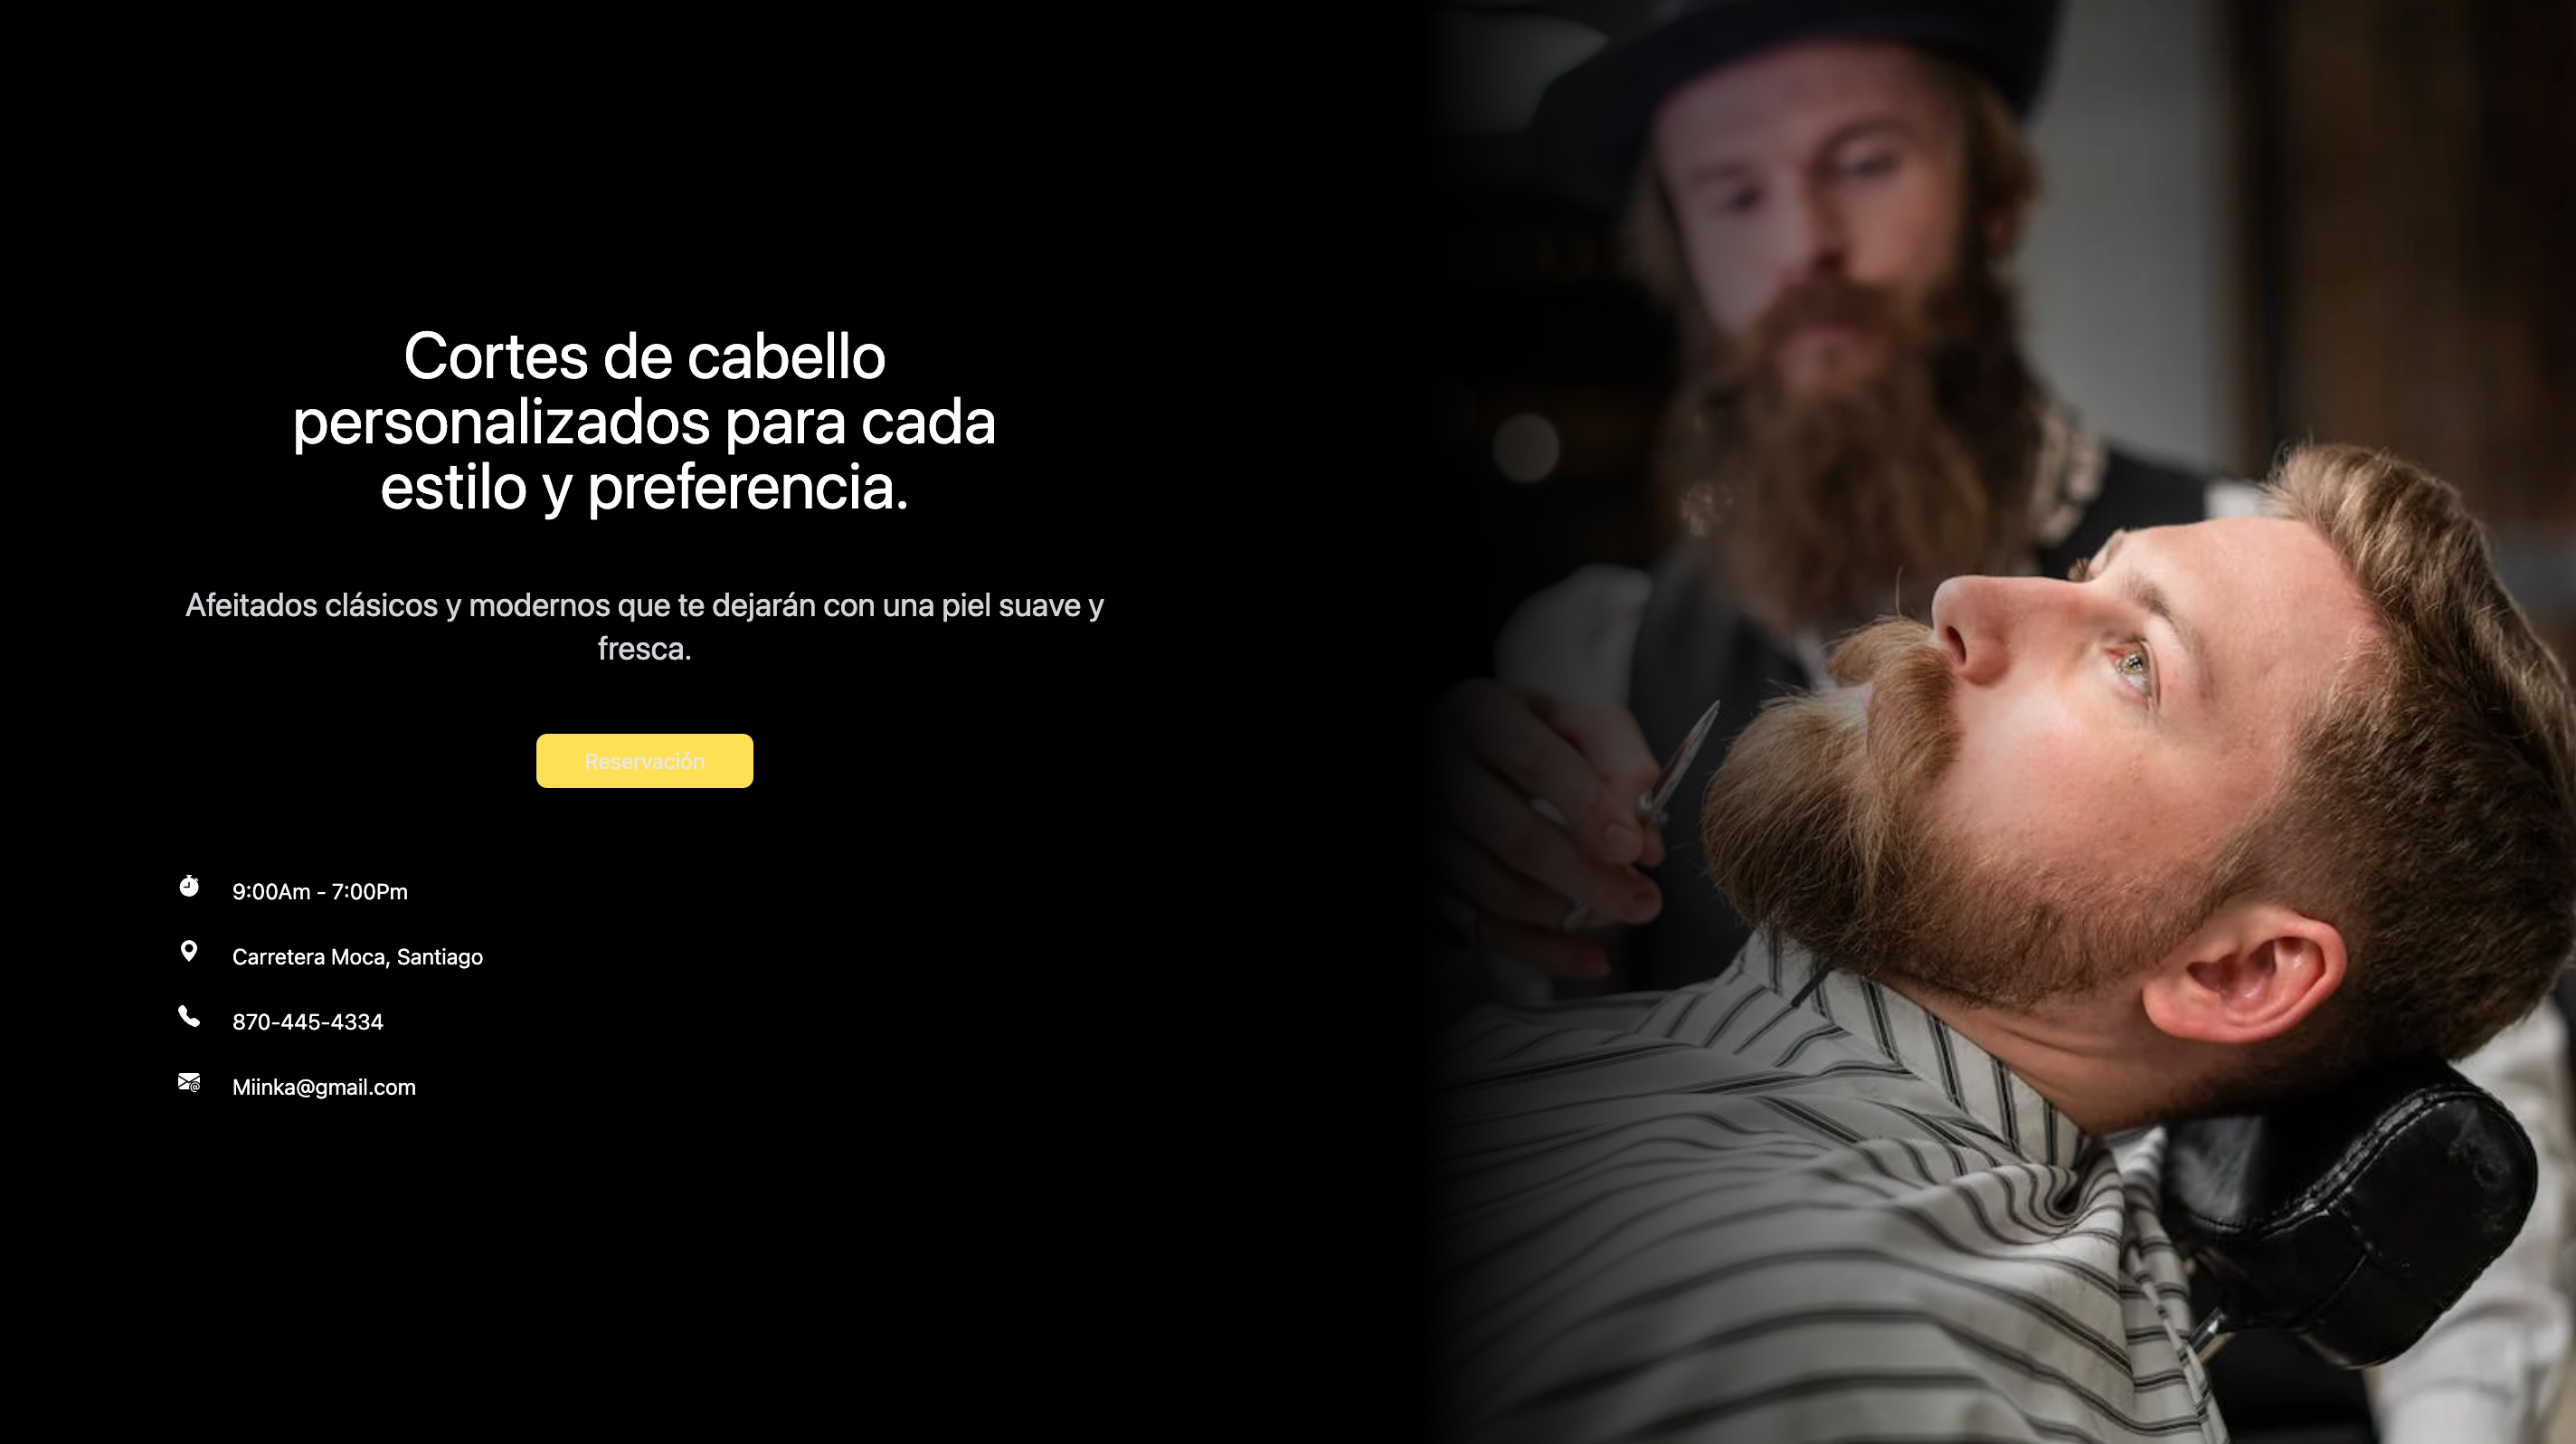 Cortes de cabello
personalizados para cada
estilo y preferencia.
Afeitados clásicos y modernos que te dejarán con una piel suave y
fresca.
Reservación
9:00Am - 7:00Pm
Carretera Moca, Santiago
870-445-4334
Miinka@gmail.com